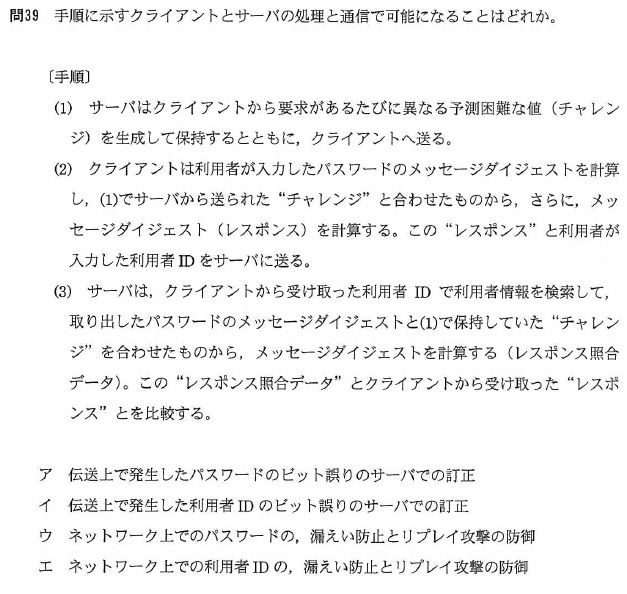 問39 手順に示すクライアントとサーバの処理と通信で可能になることはどれか。
〔手順〕
(1) サーバはクライアントから要求があるたびに異なる予測困難な値（チャレン
ジ）を生成して保持するとともに，クライアントへ送る。
(2) クライアントは利用者が入力したパスワードのメッセージダイジェストを計算
し，(1)でサーバから送られた“チャレンジ”と合わせたものから，さらに，メッ
セージダイジェスト（レスポンス）を計算する。この“レスポンス”と利用者が
入力した利用者 ID をサーバに送る。
(3) サーバは，クライアントから受け取った利用者 ID で利用者情報を検索して，
取り出したパスワードのメッセージダイジェストと(1)で保持していた“チャレン
ジ”を合わせたものから，メッセージダイジェストを計算する（レスポンス照合
データ）。この“レスポンス照合データ”とクライアントから受け取った“レスポ
ンス”とを比較する。
ア 伝送上で発生したパスワードのビット誤りのサーバでの訂正
イ 伝送上で発生した利用者 ID のビット誤りのサーバでの訂正
ウ ネットワーク上でのパスワードの，漏えい防止とリプレイ攻撃の防御
エ ネットワーク上での利用者 ID の，漏えい防止とリプレイ攻撃の防御